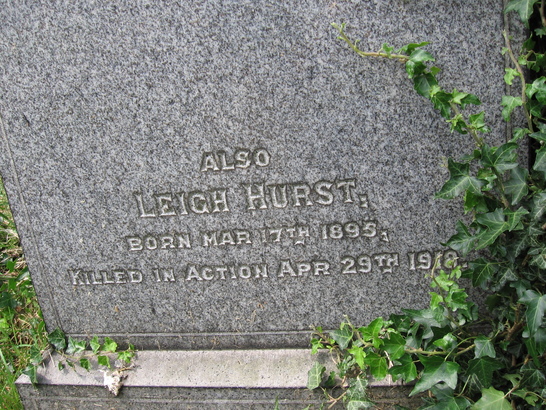 ALSO
LEIGH HURST,
BORN MAR 17TH 1895,
KILLED IN ACTION APR 29TH